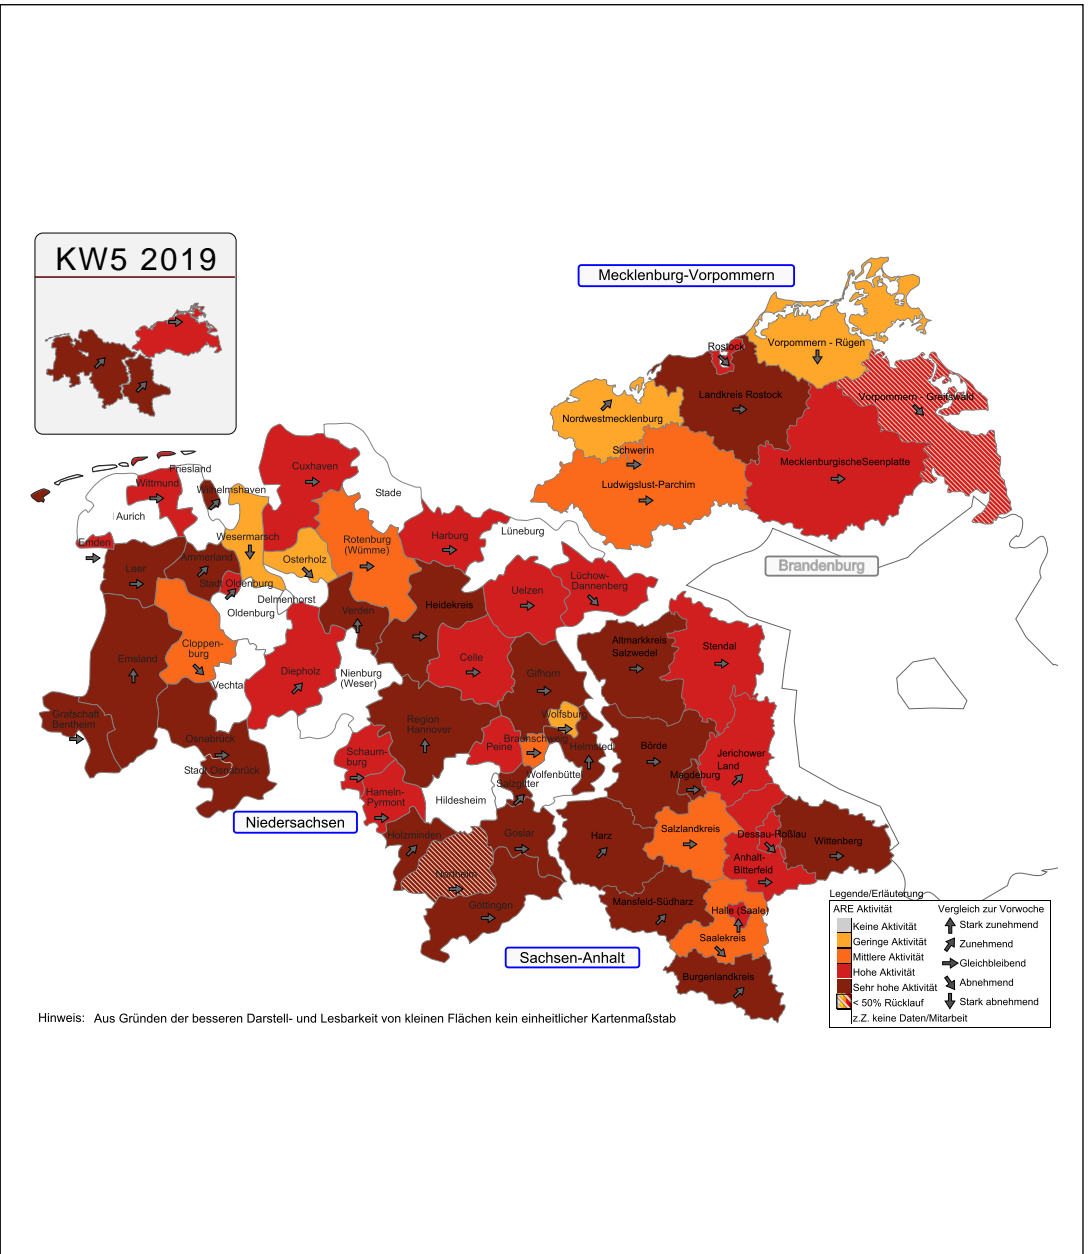 KW5 2019
Mecklenburg-Vorpommern
Rostock
Vorpommern - Rügen
Landkreis Rostock
Vorpommern - Greifswald
Nordwestmecklenburg
Schwerin
MecklenburgischeSeenplatte
Ludwigslust-Parchim
Brandenburg
Cuxhaven
Friesland
Wittmund
Wilhelmshaven
Stade
Aurich
Emden
Wesermarsch
Rotenburg
(Wümme)
Harburg
Lüneburg
Ammerland
Osterholz
Leer
Stadt Oldenburg
Delmenhorst
Oldenburg
Verden
Heidekreis
Uelzen
Lüchow-
Dannenberg
Cloppen-
burg
Emsland
Vechta
Diepholz
Nienburg
(Weser)
Celle
Gifhorn
Altmarkkreis
Salzwedel
Stendal
Grafschaft
Bentheim
Osnabrück
Stadt Osnabrück
Region
Hannover
Wolfsburg
Braunschweig
Peine
Helmstedt
Schaum-
burg
Wolfenbüttel
Salzgitter
Hameln-
Pyrmont
Hildesheim
Börde
Magdeburg
Jerichower
Land
Niedersachsen
Holzminden
Goslar
Harz
Salzlandkreis
Dessau-Roßlau
Wittenberg
Anhalt-
Bitterfeld
Northeim
Göttingen
Mansfeld-Südharz
Halle (Saale)
Saalekreis
Sachsen-Anhalt
Burgenlandkreis
Legende/Erläuterung
ARE Aktivität Vergleich zur Vorwoche
Keine Aktivität Stark zunehmend
Geringe Aktivität Zunehmend
Mittlere Aktivität Gleichbleibend
Hohe Aktivität Abnehmend
Sehr hohe Aktivität Stark abnehmend
< 50% Rücklauf
z.Z. keine Daten/Mitarbeit
Hinweis: Aus Gründen der besseren Darstell- und Lesbarkeit von kleinen Flächen kein einheitlicher Kartenmaßstab